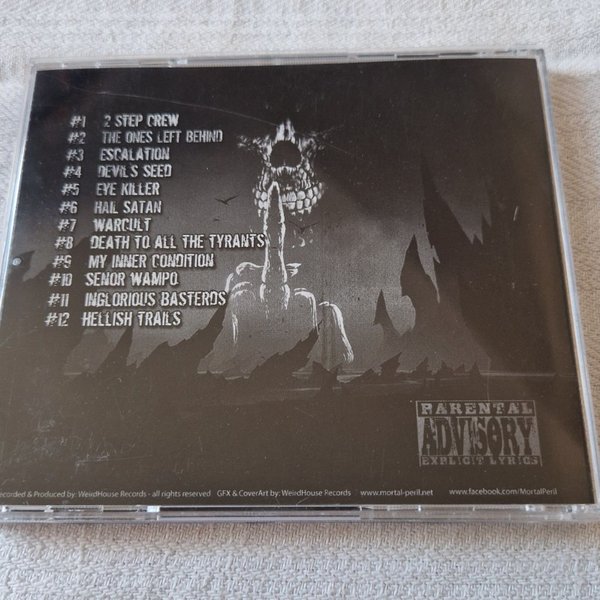 #1 2 STEP CREW
#2 THE ONES LEFT BEHIND
#3 ESCALATION
#4 DEVIL'S SEED
#5 EYE KILLER
#6 HAIL SATAN
#7 WARCULT
#8 DEATH TO ALL THE TYRANTS
#9 MY INNER CONDITION
#10 SENOR WAMPO
#11 INGLORIOUS BASTERDS
#12 HELLISH TRAILS
PARENTAL
ADVISORY
EXPLICIT LYRICS
ecorded & Produced by: WeirdHouse Records - all rights reserved GFX & CoverArt by: WeirdHouse Records www.mortal-peril.net www.facebook.com/MortalPeril